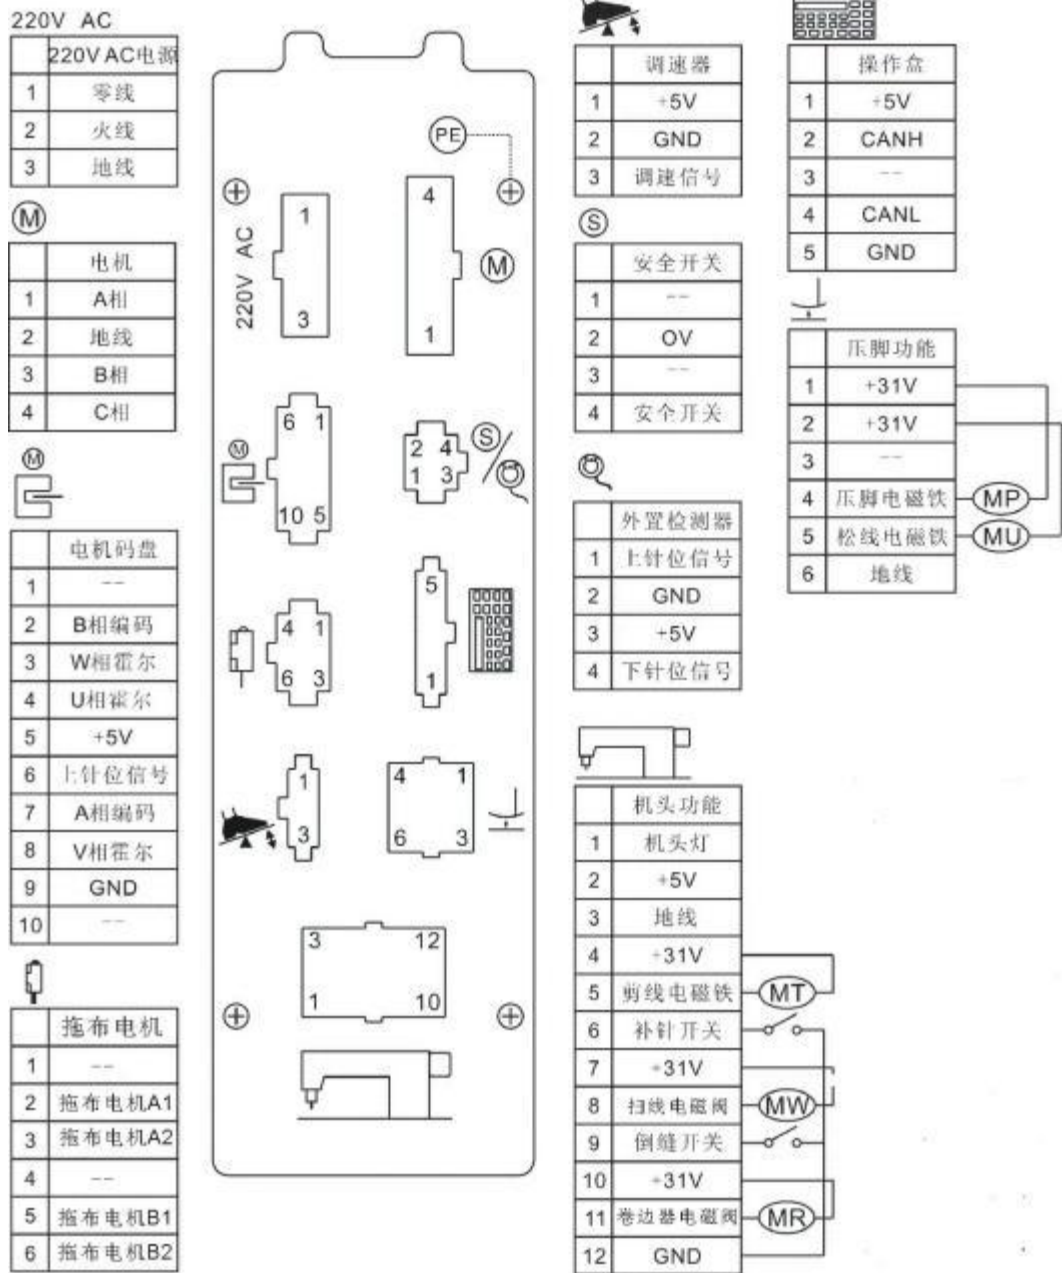 220V AC
220V AC电源
1 零线
2 火线
3 地线
M
电机
1 A相
2 地线
3 B相
4 C相
M
电机码盘
1 --
2 B相编码
3 W相霍尔
4 U相霍尔
5 +5V
6 上针位信号
7 A相编码
8 V相霍尔
9 GND
10 --
拖布电机
1 --
2 拖布电机A1
3 拖布电机A2
4 --
5 拖布电机B1
6 拖布电机B2
PE
1
3
220V AC
4
1
M
6 1
10 5
M
2 4
1 3
S
4 1
6 3
5
1
1
3
4 1
6 3
3 12
1 10
调速器
1 +5V
2 GND
3 调速信号
S
安全开关
1 --
2 OV
3 --
4 安全开关
外置检测器
1 上针位信号
2 GND
3 +5V
4 下针位信号
机头功能
1 机头灯
2 +5V
3 地线
4 +31V
5 剪线电磁铁 MT
6 补针开关
7 +31V
8 扫线电磁阀 MW
9 倒缝开关
10 +31V
11 卷边器电磁阀 MR
12 GND
操作盒
1 +5V
2 CANH
3 --
4 CANL
5 GND
压脚功能
1 +31V
2 +31V
3 --
4 压脚电磁铁 MP
5 松线电磁铁 MU
6 地线